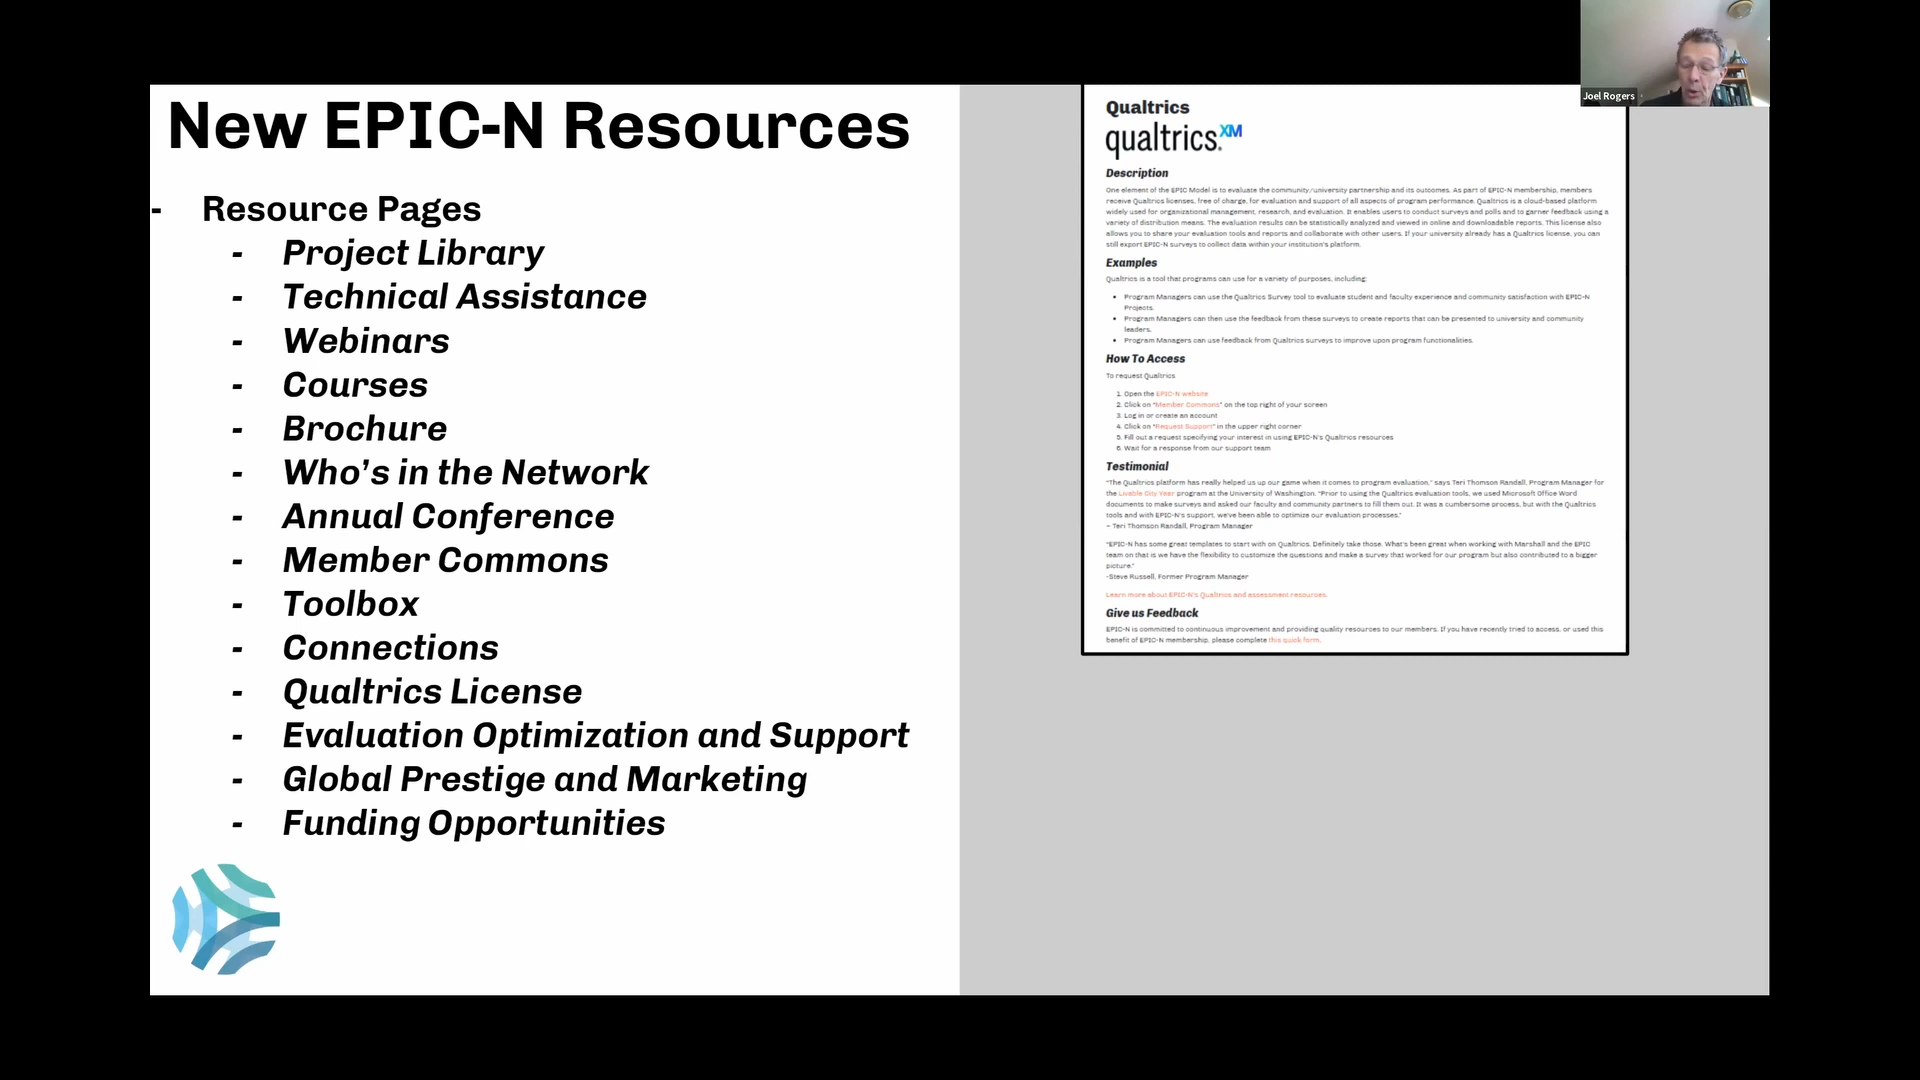 New EPIC-N Resources
- Resource Pages
- Project Library
- Technical Assistance
- Webinars
- Courses
- Brochure
- Who’s in the Network
- Annual Conference
- Member Commons
- Toolbox
- Connections
- Qualtrics License
- Evaluation Optimization and Support
- Global Prestige and Marketing
- Funding Opportunities
Qualtrics
qualtrics.XM
Description
One element of the EPIC Model is to evaluate the community/university partnership and its outcomes. As part of EPIC-N membership, members
receive Qualtrics licenses, free of charge, for evaluation and support of all aspects of program performance. Qualtrics is a cloud-based platform
widely used for organizational management, research, and evaluation. It enables users to conduct surveys and polls and to garner feedback using a
variety of distribution means. The evaluation results can be statistically analyzed and viewed in online and downloadable reports. This license also
allows you to share your evaluation tools and reports and collaborate with other users. If your university already has a Qualtrics license, you can
still export EPIC-N surveys to collect data within your institution's platform.
Examples
Qualtrics is a tool that programs can use for a variety of purposes, including:
• Program Managers can use the Qualtrics Survey tool to evaluate student and faculty experience and community satisfaction with EPIC-N
Projects.
• Program Managers can then use the feedback from these surveys to create reports that can be presented to university and community
leaders.
• Program Managers can use feedback from Qualtrics surveys to improve upon program functionalities.
How To Access
To request Qualtrics
1. Open the EPIC-N website
2. Click on "Member Commons" on the top right of your screen
3. Log in or create an account
4. Click on "Request Support" in the upper right corner
5. Fill out a request specifying your interest in using EPIC-N's Qualtrics resources
6. Wait for a response from our support team
Testimonial
"The Qualtrics platform has really helped us up our game when it comes to program evaluation," says Teri Thomson Randall, Program Manager for
the Livable City Year program at the University of Washington. "Prior to using the Qualtrics evaluation tools, we used Microsoft Office Word
documents to make surveys and asked our faculty and community partners to fill them out. It was a cumbersome process, but with the Qualtrics
tools and with EPIC-N's support, we've been able to optimize our evaluation processes."
– Teri Thomson Randall, Program Manager
"EPIC-N has some great templates to start with on Qualtrics. Definitely take those. What's been great when working with Marshall and the EPIC
team on that is we have the flexibility to customize the questions and make a survey that worked for our program but also contributed to a bigger
picture."
-Steve Russell, Former Program Manager
Learn more about EPIC-N's Qualtrics and assessment resources.
Give us Feedback
EPIC-N is committed to continuous improvement and providing quality resources to our members. If you have recently tried to access, or used this
benefit of EPIC-N membership, please complete this quick form.
Joel Rogers